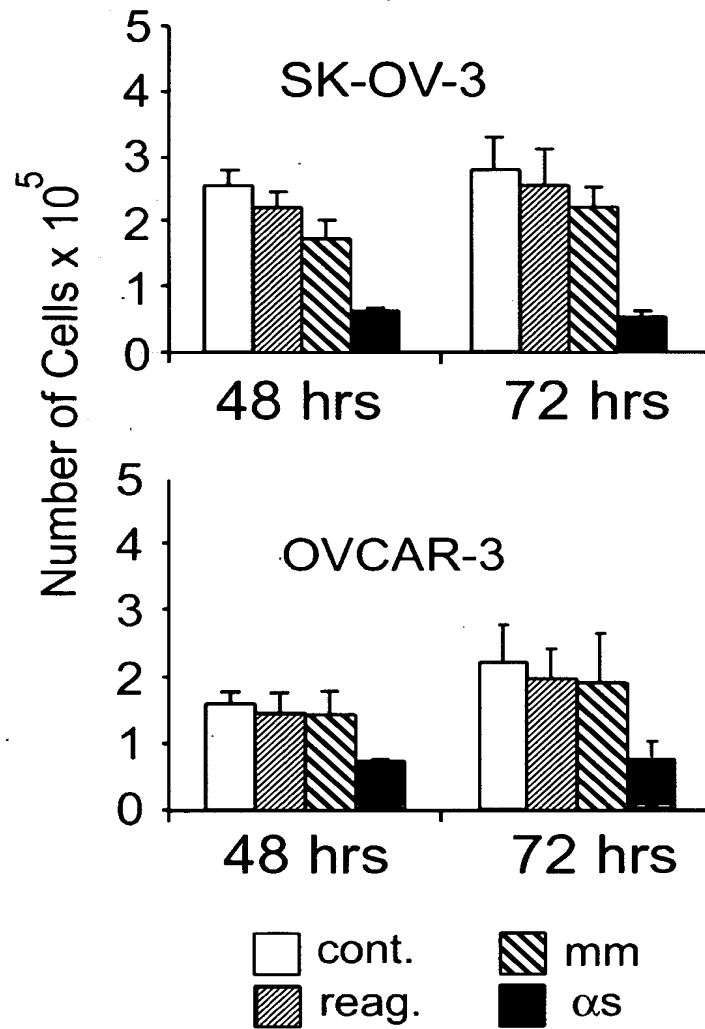 Number of Cells x 10^5
5
SK-OV-3
4
3
2
1
0
48 hrs 72 hrs
5
OVCAR-3
4
3
2
1
0
48 hrs 72 hrs
cont. mm
reag. αs